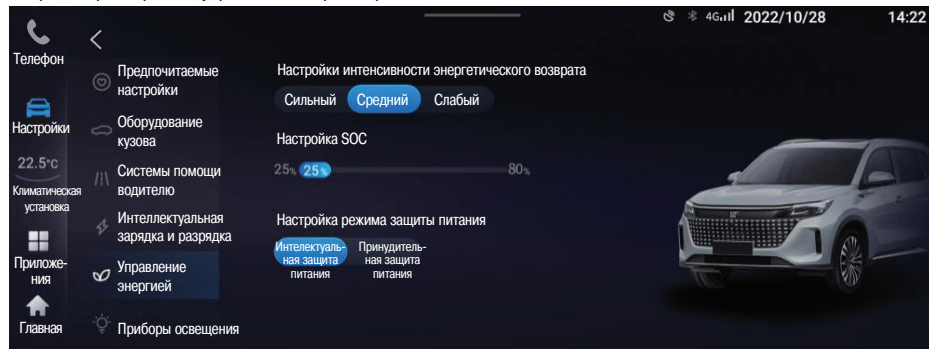 4G 2022/10/28 14:22
Телефон
Настройки
22.5°C
Климатическая
установка
Приложе-
ния
Главная
Предпочитаемые
настройки
Оборудование
кузова
Системы помощи
водителю
Интеллектуальная
зарядка и разрядка
Управление
энергией
Приборы освещения
Настройки интенсивности энергетического возврата
Сильный Средний Слабый
Настройка SOC
25% 25% 80%
Настройка режима защиты питания
Интелектуаль-
ная защита
питания
Принудитель-
ная защита
питания